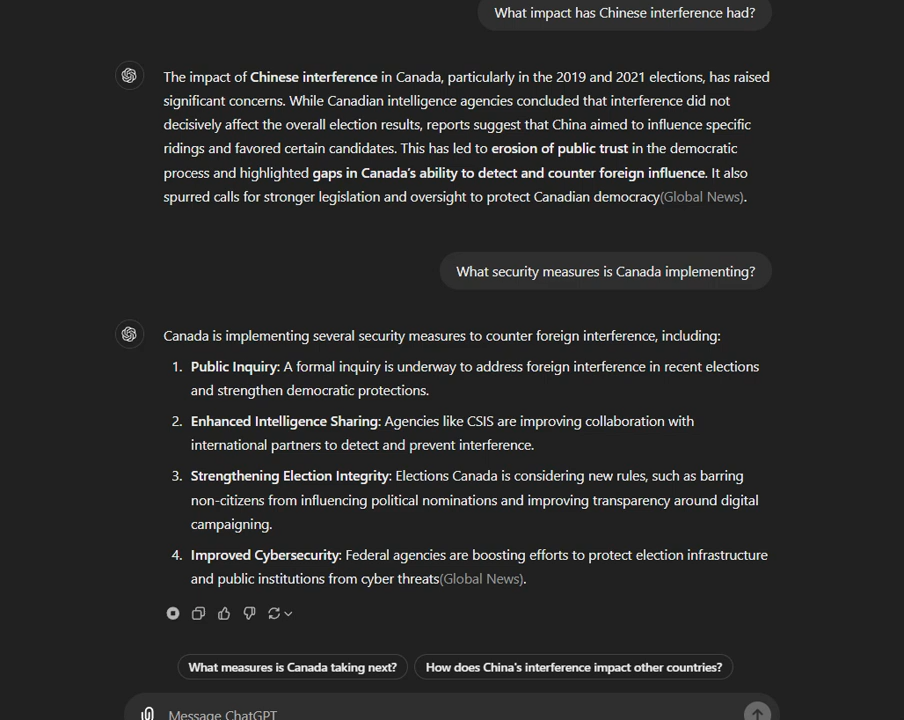 What impact has Chinese interference had?
The impact of Chinese interference in Canada, particularly in the 2019 and 2021 elections, has raised
significant concerns. While Canadian intelligence agencies concluded that interference did not
decisively affect the overall election results, reports suggest that China aimed to influence specific
ridings and favored certain candidates. This has led to erosion of public trust in the democratic
process and highlighted gaps in Canada's ability to detect and counter foreign influence. It also
spurred calls for stronger legislation and oversight to protect Canadian democracy(Global News).
What security measures is Canada implementing?
Canada is implementing several security measures to counter foreign interference, including:
1. Public Inquiry: A formal inquiry is underway to address foreign interference in recent elections
and strengthen democratic protections.
2. Enhanced Intelligence Sharing: Agencies like CSIS are improving collaboration with
international partners to detect and prevent interference.
3. Strengthening Election Integrity: Elections Canada is considering new rules, such as barring
non-citizens from influencing political nominations and improving transparency around digital
campaigning.
4. Improved Cybersecurity: Federal agencies are boosting efforts to protect election infrastructure
and public institutions from cyber threats(Global News).
What measures is Canada taking next? How does China's interference impact other countries?
Message ChatGPT